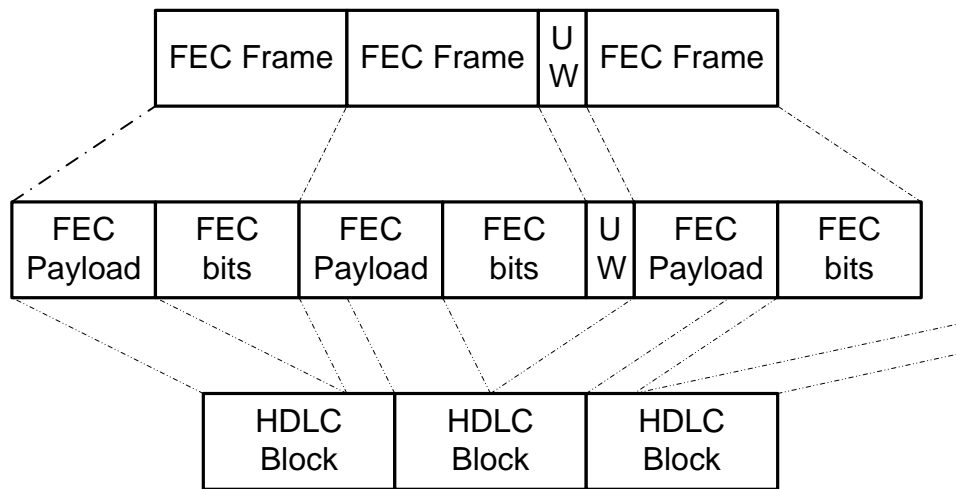 FEC Frame FEC Frame U W FEC Frame
FEC Payload FEC bits FEC Payload FEC bits U W FEC Payload FEC bits
HDLC Block HDLC Block HDLC Block